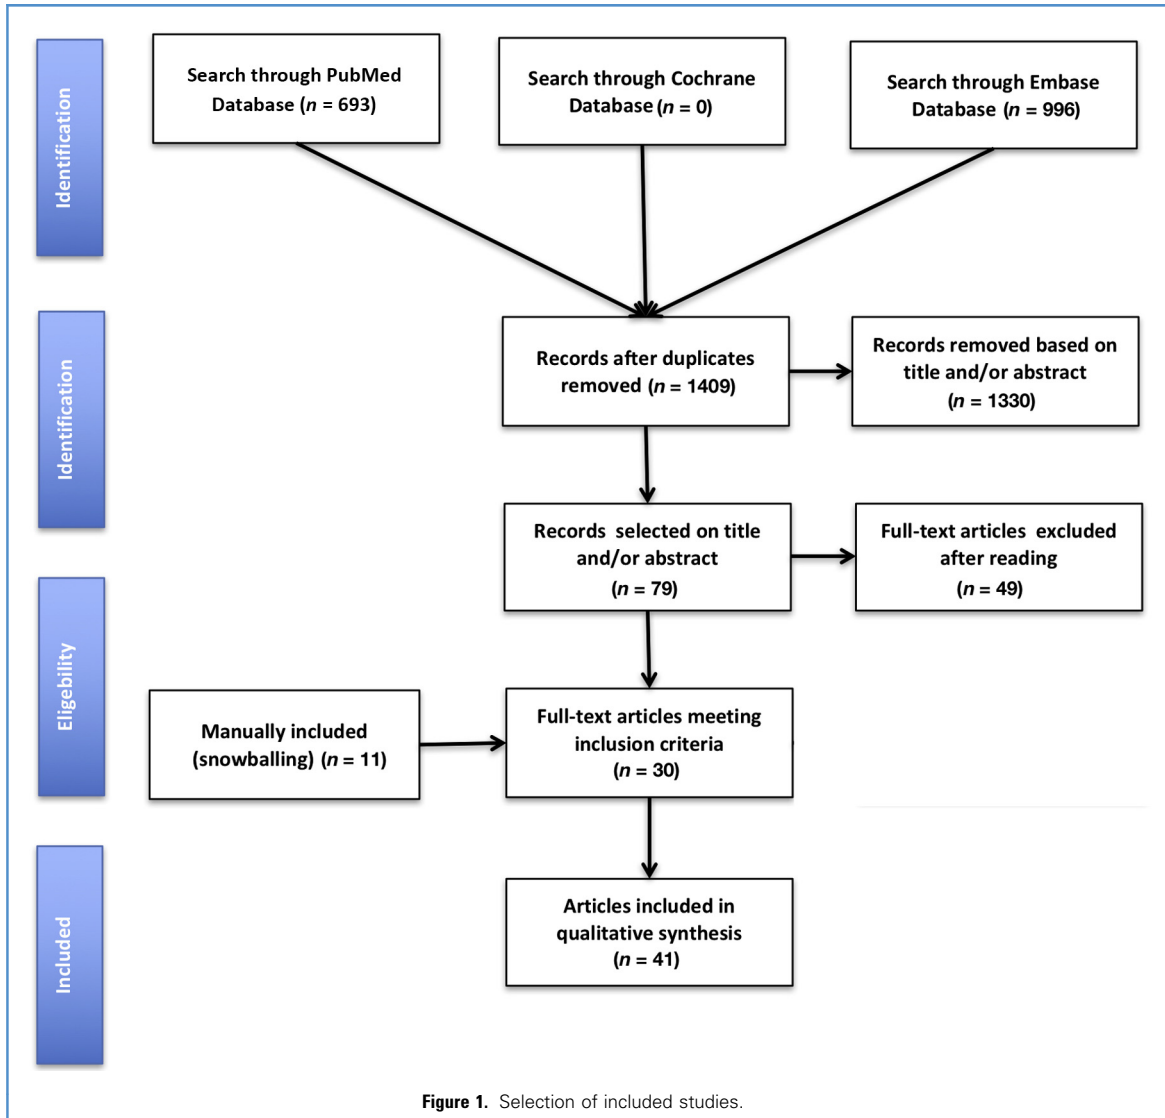 Identification
Search through PubMed
Database (n = 693)
Search through Cochrane
Database (n = 0)
Search through Embase
Database (n = 996)
Identification
Records after duplicates
removed (n = 1409)
Records removed based on
title and/or abstract
(n = 1330)
Records selected on title
and/or abstract
(n = 79)
Full-text articles excluded
after reading
(n = 49)
Eligebility
Manually included
(snowballing) (n = 11)
Full-text articles meeting
inclusion criteria
(n = 30)
Included
Articles included in
qualitative synthesis
(n = 41)
Figure 1. Selection of included studies.